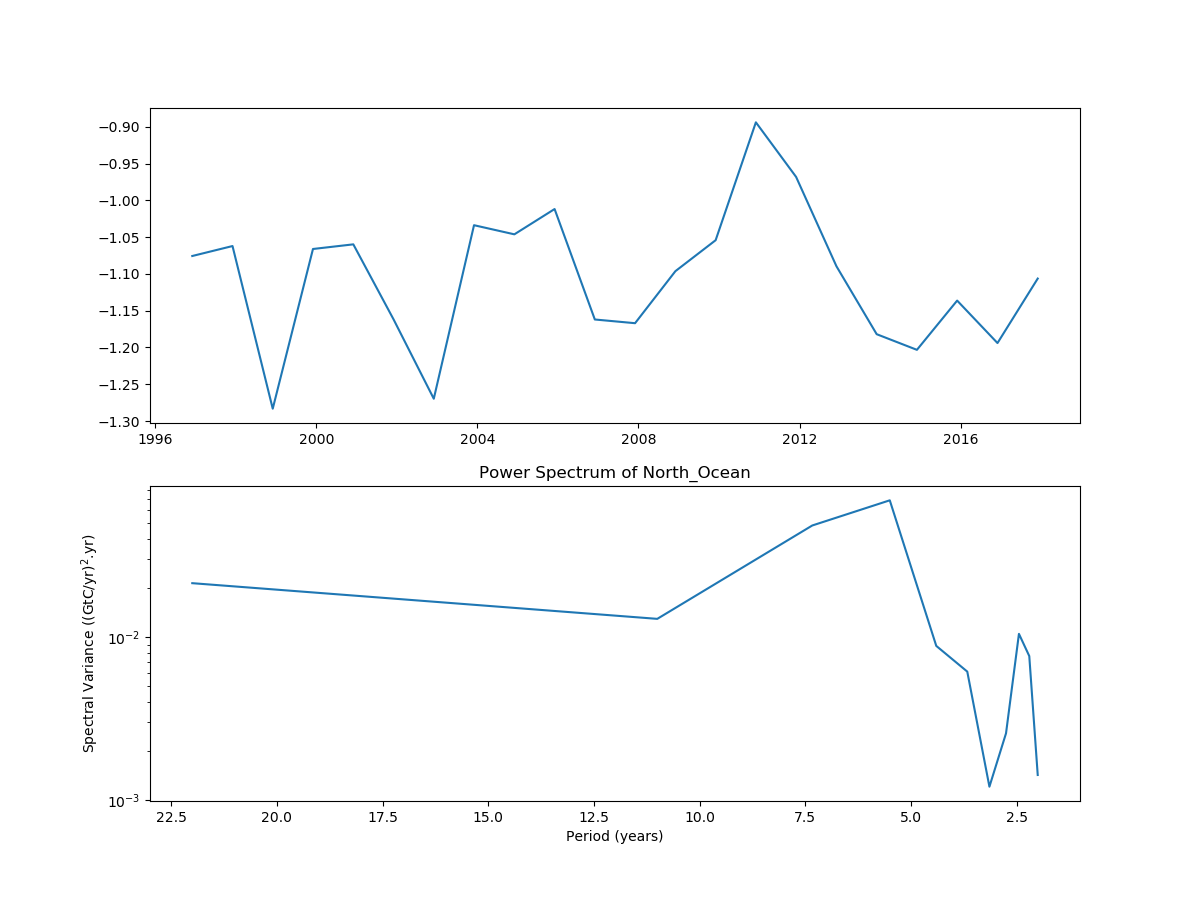 −0.90
−0.95
−1.00
−1.05
−1.10
−1.15
−1.20
−1.25
−1.30
1996 2000 2004 2008 2012 2016
Power Spectrum of North_Ocean
Spectral Variance ((GtC/yr)².yr)
10⁻²
10⁻³
22.5 20.0 17.5 15.0 12.5 10.0 7.5 5.0 2.5
Period (years)